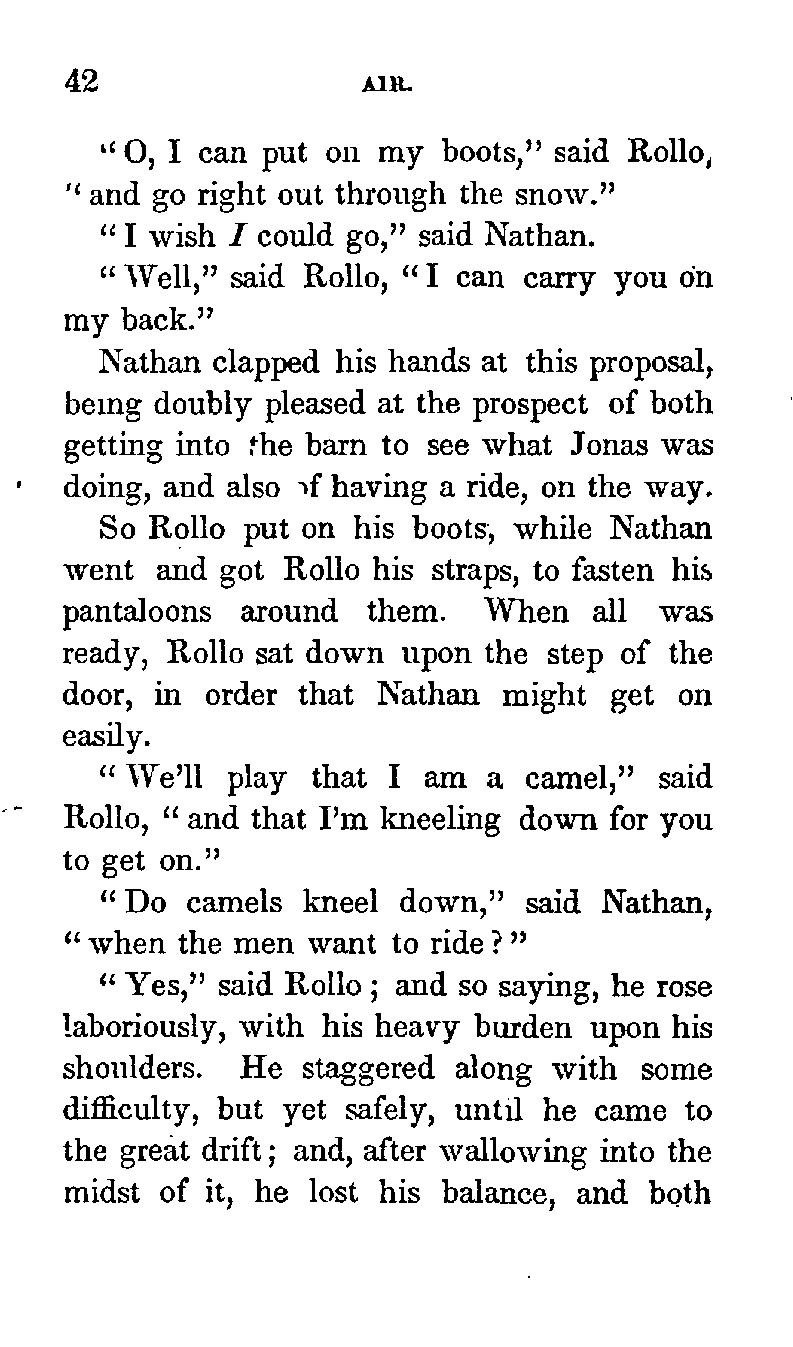 42 AIR.
“O, I can put on my boots,” said Rollo,
“and go right out through the snow.”
“I wish I could go,” said Nathan.
“Well,” said Rollo, “I can carry you on
my back.”
Nathan clapped his hands at this proposal,
being doubly pleased at the prospect of both
getting into the barn to see what Jonas was
doing, and also of having a ride, on the way.
So Rollo put on his boots, while Nathan
went and got Rollo his straps, to fasten his
pantaloons around them. When all was
ready, Rollo sat down upon the step of the
door, in order that Nathan might get on
easily.
“We’ll play that I am a camel,” said
Rollo, “and that I’m kneeling down for you
to get on.”
“Do camels kneel down,” said Nathan,
“when the men want to ride?”
“Yes,” said Rollo; and so saying, he rose
laboriously, with his heavy burden upon his
shoulders. He staggered along with some
difficulty, but yet safely, until he came to
the great drift; and, after wallowing into the
midst of it, he lost his balance, and both